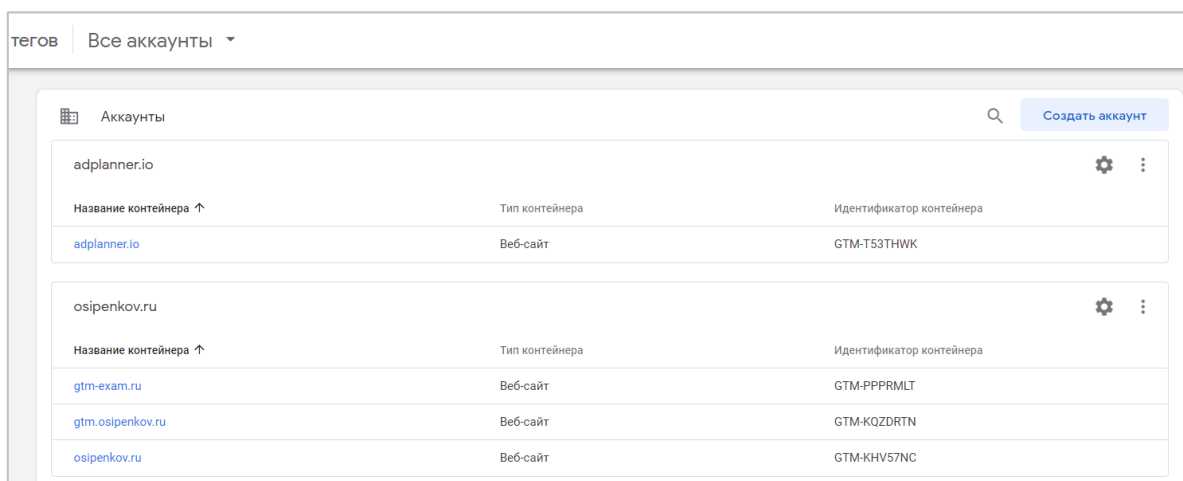 тегов Все аккаунты
Аккаунты Создать аккаунт
adplanner.io
Название контейнера Тип контейнера Идентификатор контейнера
adplanner.io Веб-сайт GTM-T53THWK
osipenkov.ru
Название контейнера Тип контейнера Идентификатор контейнера
gtm-exam.ru Веб-сайт GTM-PPPRMLT
gtm.osipenkov.ru Веб-сайт GTM-KQZDRTN
osipenkov.ru Веб-сайт GTM-KHV57NC